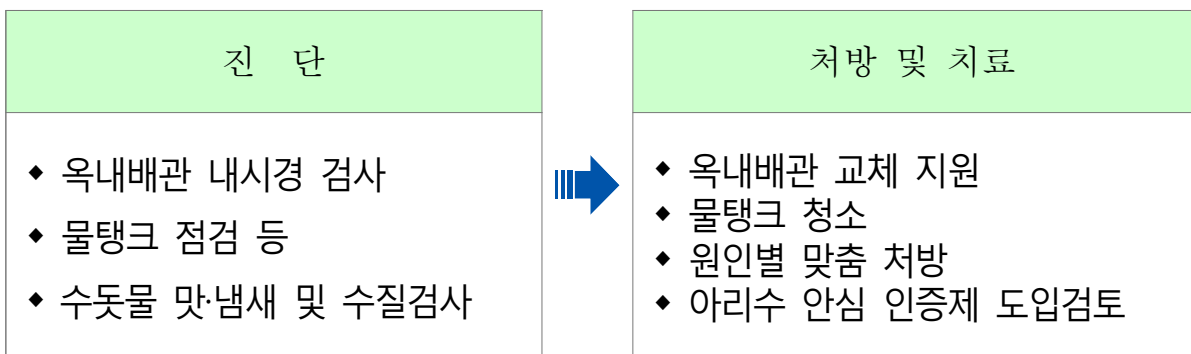 진 단
◆ 옥내배관 내시경 검사
◆ 물탱크 점검 등
◆ 수돗물 맛·냄새 및 수질검사
처방 및 치료
◆ 옥내배관 교체 지원
◆ 물탱크 청소
◆ 원인별 맞춤 처방
◆ 아리수 안심 인증제 도입검토